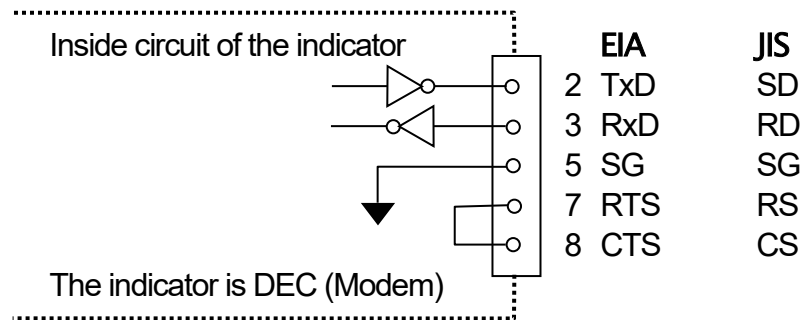 Inside circuit of the indicator EIA JIS
2 TxD SD
3 RxD RD
5 SG SG
7 RTS RS
8 CTS CS
The indicator is DEC (Modem)